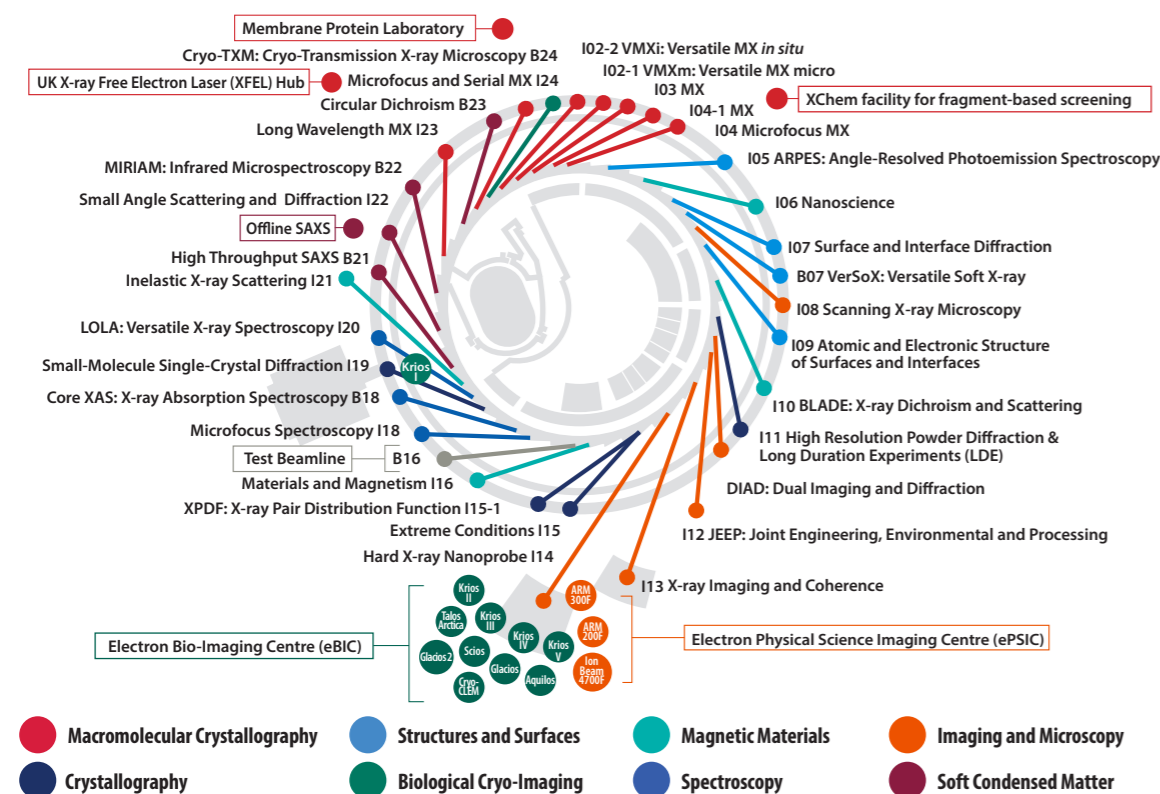 Membrane Protein Laboratory
Cryo-TXM: Cryo-Transmission X-ray Microscopy B24
UK X-ray Free Electron Laser (XFEL) Hub
Microfocus and Serial MX I24
Circular Dichroism B23
Long Wavelength MX I23
MIRIAM: Infrared Microspectroscopy B22
Small Angle Scattering and Diffraction I22
Offline SAXS
High Throughput SAXS B21
Inelastic X-ray Scattering I21
LOLA: Versatile X-ray Spectroscopy I20
Small-Molecule Single-Crystal Diffraction I19
Krios
I
Core XAS: X-ray Absorption Spectroscopy B18
Microfocus Spectroscopy I18
Test Beamline
B16
Materials and Magnetism I16
XPDF: X-ray Pair Distribution Function I15-1
Extreme Conditions I15
Hard X-ray Nanoprobe I14
I02-2 VMXi: Versatile MX in situ
I02-1 VMXm: Versatile MX micro
I03 MX
I04-1 MX
XChem facility for fragment-based screening
I04 Microfocus MX
I05 ARPES: Angle-Resolved Photoemission Spectroscopy
I06 Nanoscience
I07 Surface and Interface Diffraction
B07 VerSoX: Versatile Soft X-ray
I08 Scanning X-ray Microscopy
I09 Atomic and Electronic Structure
of Surfaces and Interfaces
I10 BLADE: X-ray Dichroism and Scattering
I11 High Resolution Powder Diffraction &
Long Duration Experiments (LDE)
DIAD: Dual Imaging and Diffraction
I12 JEEP: Joint Engineering, Environmental and Processing
I13 X-ray Imaging and Coherence
Electron Bio-Imaging Centre (eBIC)
Krios
II
Talos
Arctica
Krios
III
Krios
IV
Krios
V
Glacios 2
Scios
Glacios
Aquilos
Cryo-
CLEM
ARM
300F
ARM
200F
Ion
Beam
4700F
Electron Physical Science Imaging Centre (ePSIC)
Macromolecular Crystallography
Structures and Surfaces
Magnetic Materials
Imaging and Microscopy
Crystallography
Biological Cryo-Imaging
Spectroscopy
Soft Condensed Matter